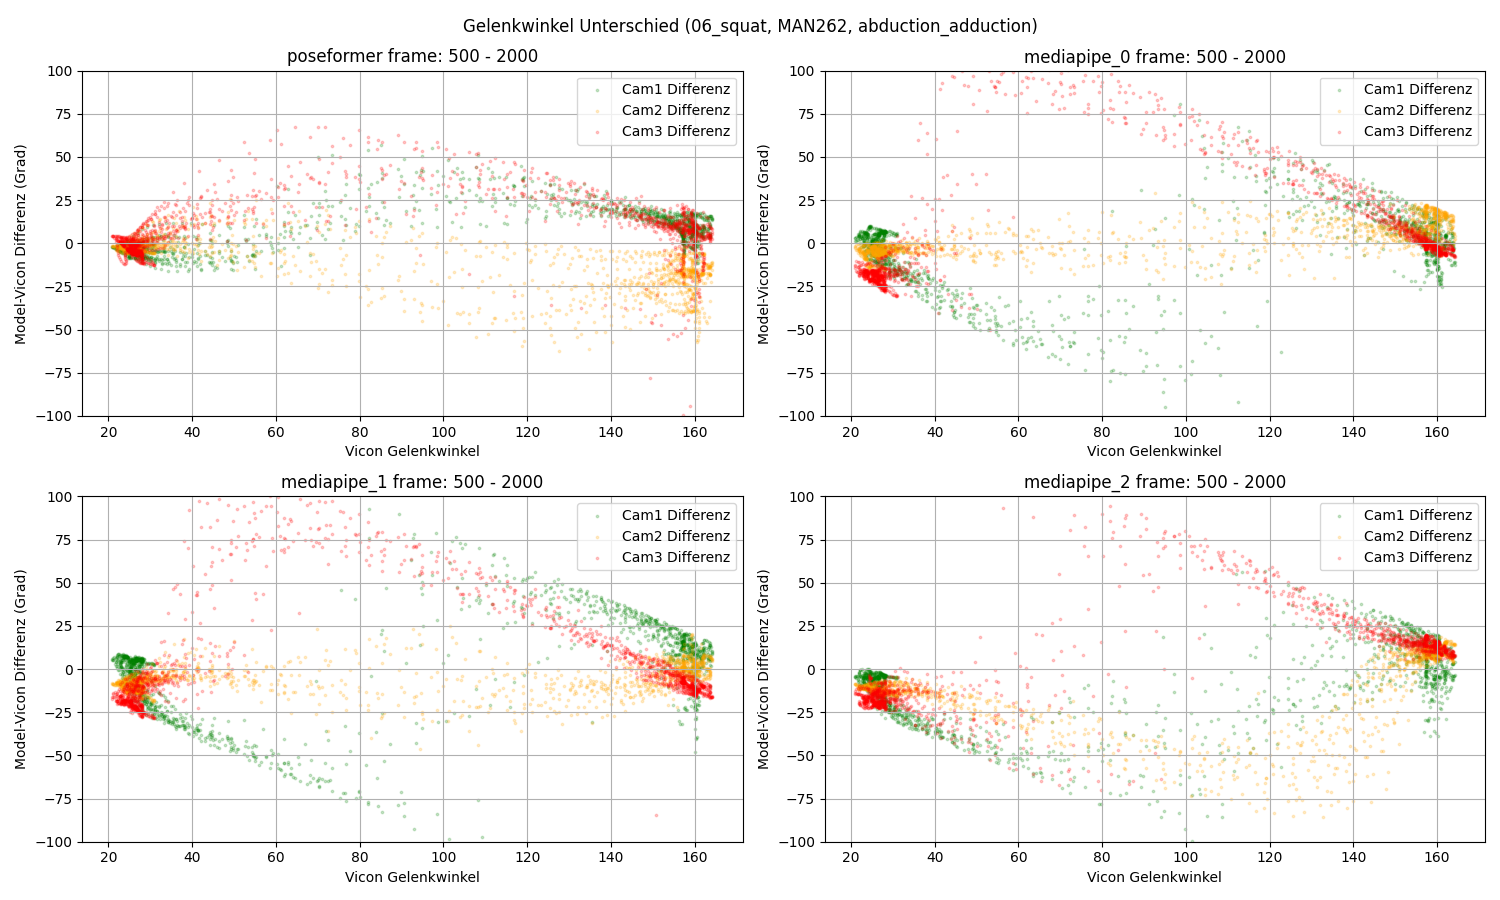 Gelenkwinkel Unterschied (06_squat, MAN262, abduction_adduction)
poseformer frame: 500 - 2000
Model-Vicon Differenz (Grad)
100
75
50
25
0
−25
−50
−75
−100
Cam1 Differenz
Cam2 Differenz
Cam3 Differenz
20 40 60 80 100 120 140 160
Vicon Gelenkwinkel
mediapipe_0 frame: 500 - 2000
Model-Vicon Differenz (Grad)
100
75
50
25
0
−25
−50
−75
−100
Cam1 Differenz
Cam2 Differenz
Cam3 Differenz
20 40 60 80 100 120 140 160
Vicon Gelenkwinkel
mediapipe_1 frame: 500 - 2000
Model-Vicon Differenz (Grad)
100
75
50
25
0
−25
−50
−75
−100
Cam1 Differenz
Cam2 Differenz
Cam3 Differenz
20 40 60 80 100 120 140 160
Vicon Gelenkwinkel
mediapipe_2 frame: 500 - 2000
Model-Vicon Differenz (Grad)
100
75
50
25
0
−25
−50
−75
−100
Cam1 Differenz
Cam2 Differenz
Cam3 Differenz
20 40 60 80 100 120 140 160
Vicon Gelenkwinkel